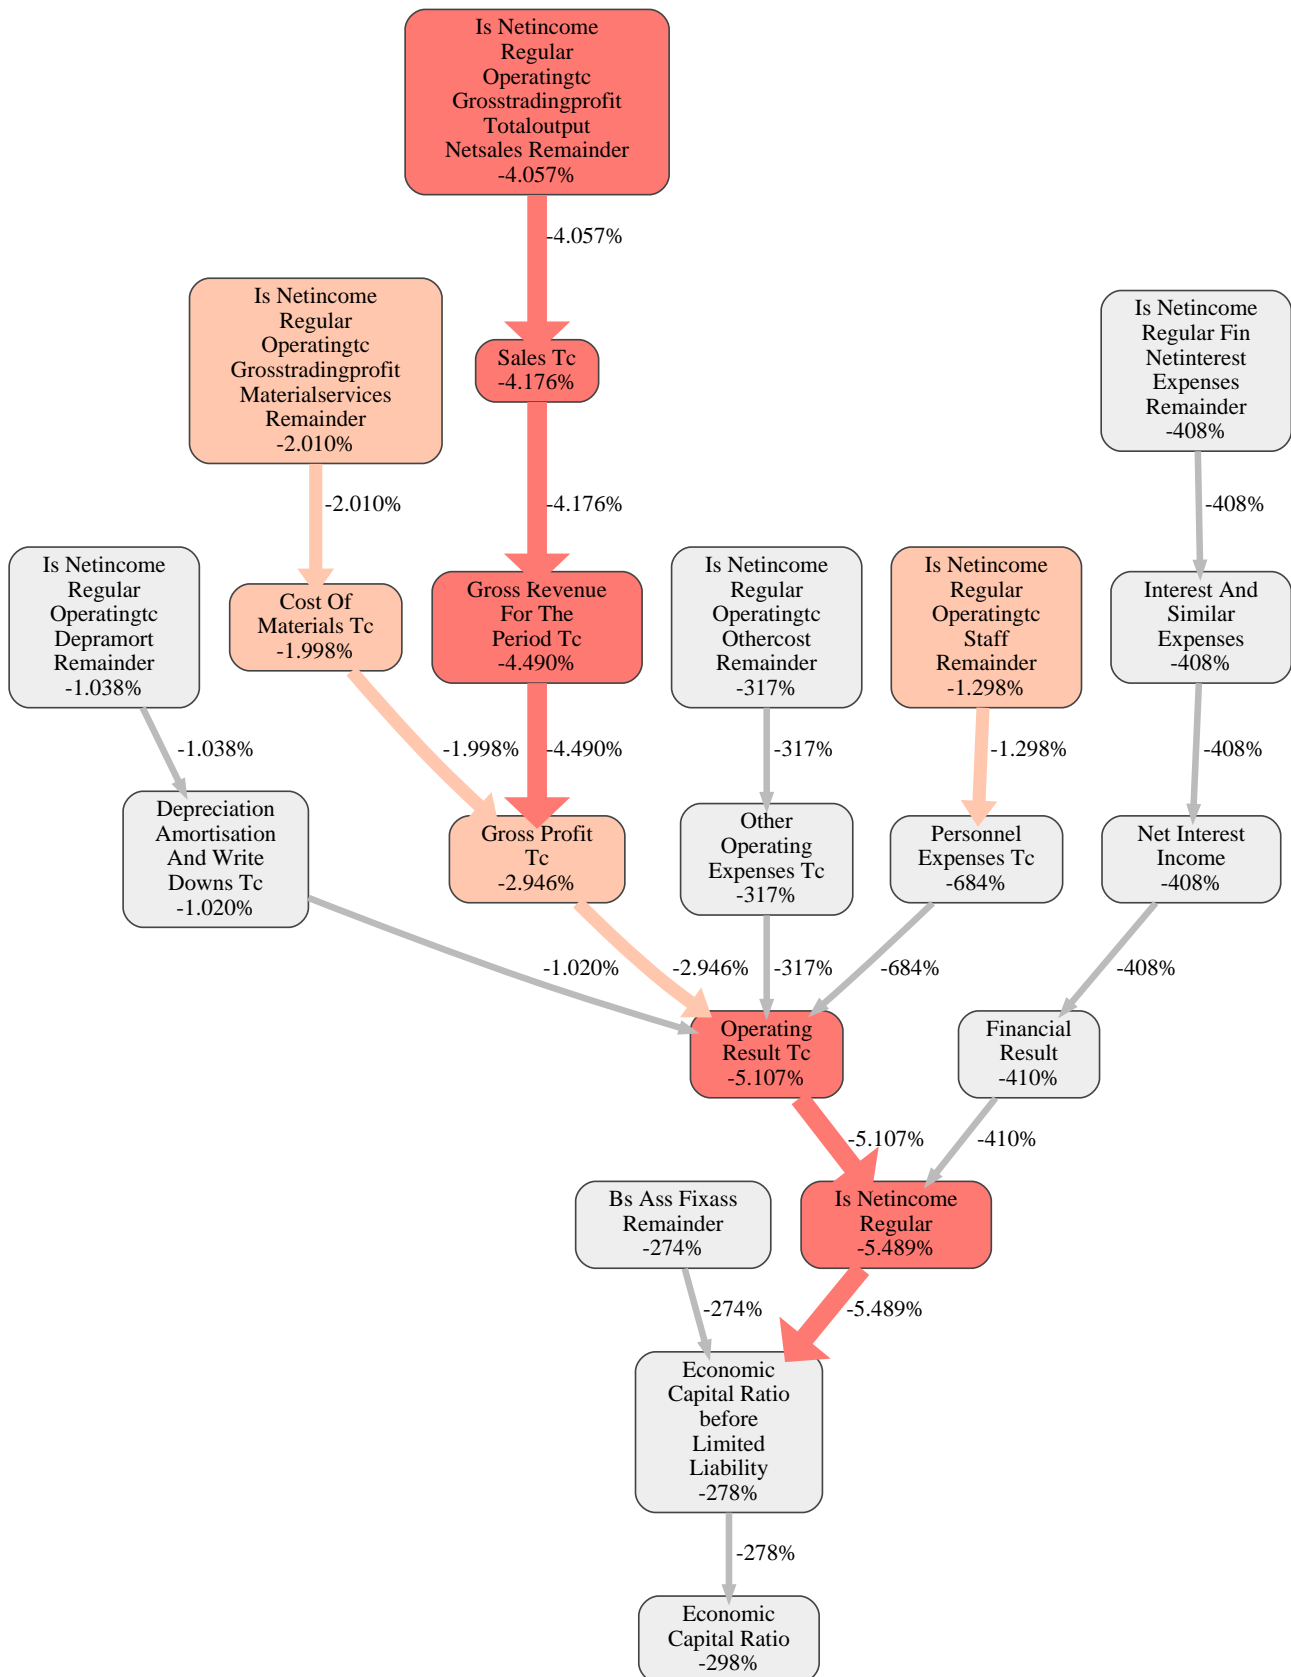 Is Netincome
Regular
Operatingtc
Grosstradingprofit
Totaloutput
Netsales Remainder
-4.057%
-4.057%
Is Netincome
Regular
Operatingtc
Grosstradingprofit
Materialservices
Remainder
-2.010%
Sales Tc
-4.176%
Is Netincome
Regular Fin
Netinterest
Expenses
Remainder
-408%
-2.010%
-4.176%
-408%
Is Netincome
Regular
Operatingtc
Depramort
Remainder
-1.038%
Cost Of
Materials Tc
-1.998%
Gross Revenue
For The
Period Tc
-4.490%
Is Netincome
Regular
Operatingtc
Othercost
Remainder
-317%
Is Netincome
Regular
Operatingtc
Staff
Remainder
-1.298%
Interest And
Similar
Expenses
-408%
-1.038%
-1.998%
-4.490%
-317%
-1.298%
-408%
Depreciation
Amortisation
And Write
Downs Tc
-1.020%
Gross Profit
Tc
-2.946%
Other
Operating
Expenses Tc
-317%
Personnel
Expenses Tc
-684%
Net Interest
Income
-408%
-1.020%
-2.946%
-317%
-684%
-408%
Operating
Result Tc
-5.107%
Financial
Result
-410%
-5.107%
-410%
Bs Ass Fixass
Remainder
-274%
Is Netincome
Regular
-5.489%
-274%
-5.489%
Economic
Capital Ratio
before
Limited
Liability
-278%
-278%
Economic
Capital Ratio
-298%